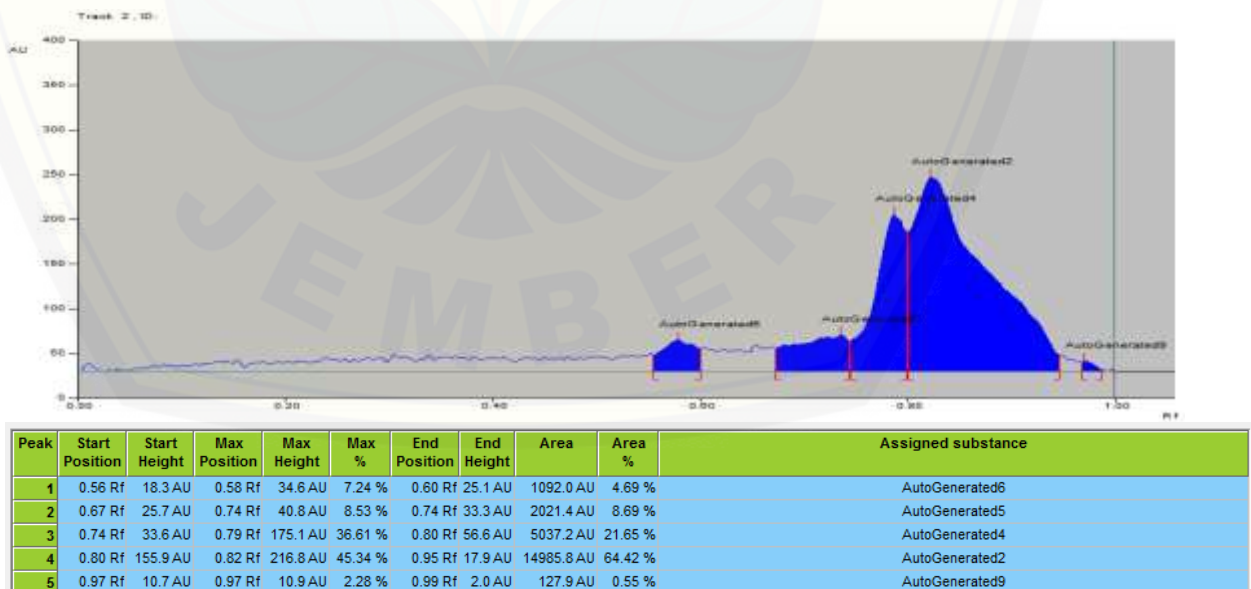 Track 2, ID:
AU
400
350
300
250
200
150
100
50
0
AutoGenerated2
AutoGenerated4
AutoGenerated6
AutoGenerated9
0.00 0.20 0.40 0.60 0.80 1.00
Rf
JEMBER
Peak Start Position Start Height Max Position Max Height Max % End Position End Height Area Area % Assigned substance
1 0.56 Rf 18.3 AU 0.58 Rf 34.6 AU 7.24 % 0.60 Rf 25.1 AU 1092.0 AU 4.69 % AutoGenerated6
2 0.67 Rf 25.7 AU 0.74 Rf 40.8 AU 8.53 % 0.74 Rf 33.3 AU 2021.4 AU 8.69 % AutoGenerated5
3 0.74 Rf 33.6 AU 0.79 Rf 175.1 AU 36.61 % 0.80 Rf 56.6 AU 5037.2 AU 21.65 % AutoGenerated4
4 0.80 Rf 155.9 AU 0.82 Rf 216.8 AU 45.34 % 0.95 Rf 17.9 AU 14985.8 AU 64.42 % AutoGenerated2
5 0.97 Rf 10.7 AU 0.97 Rf 10.9 AU 2.28 % 0.99 Rf 2.0 AU 127.9 AU 0.55 % AutoGenerated9